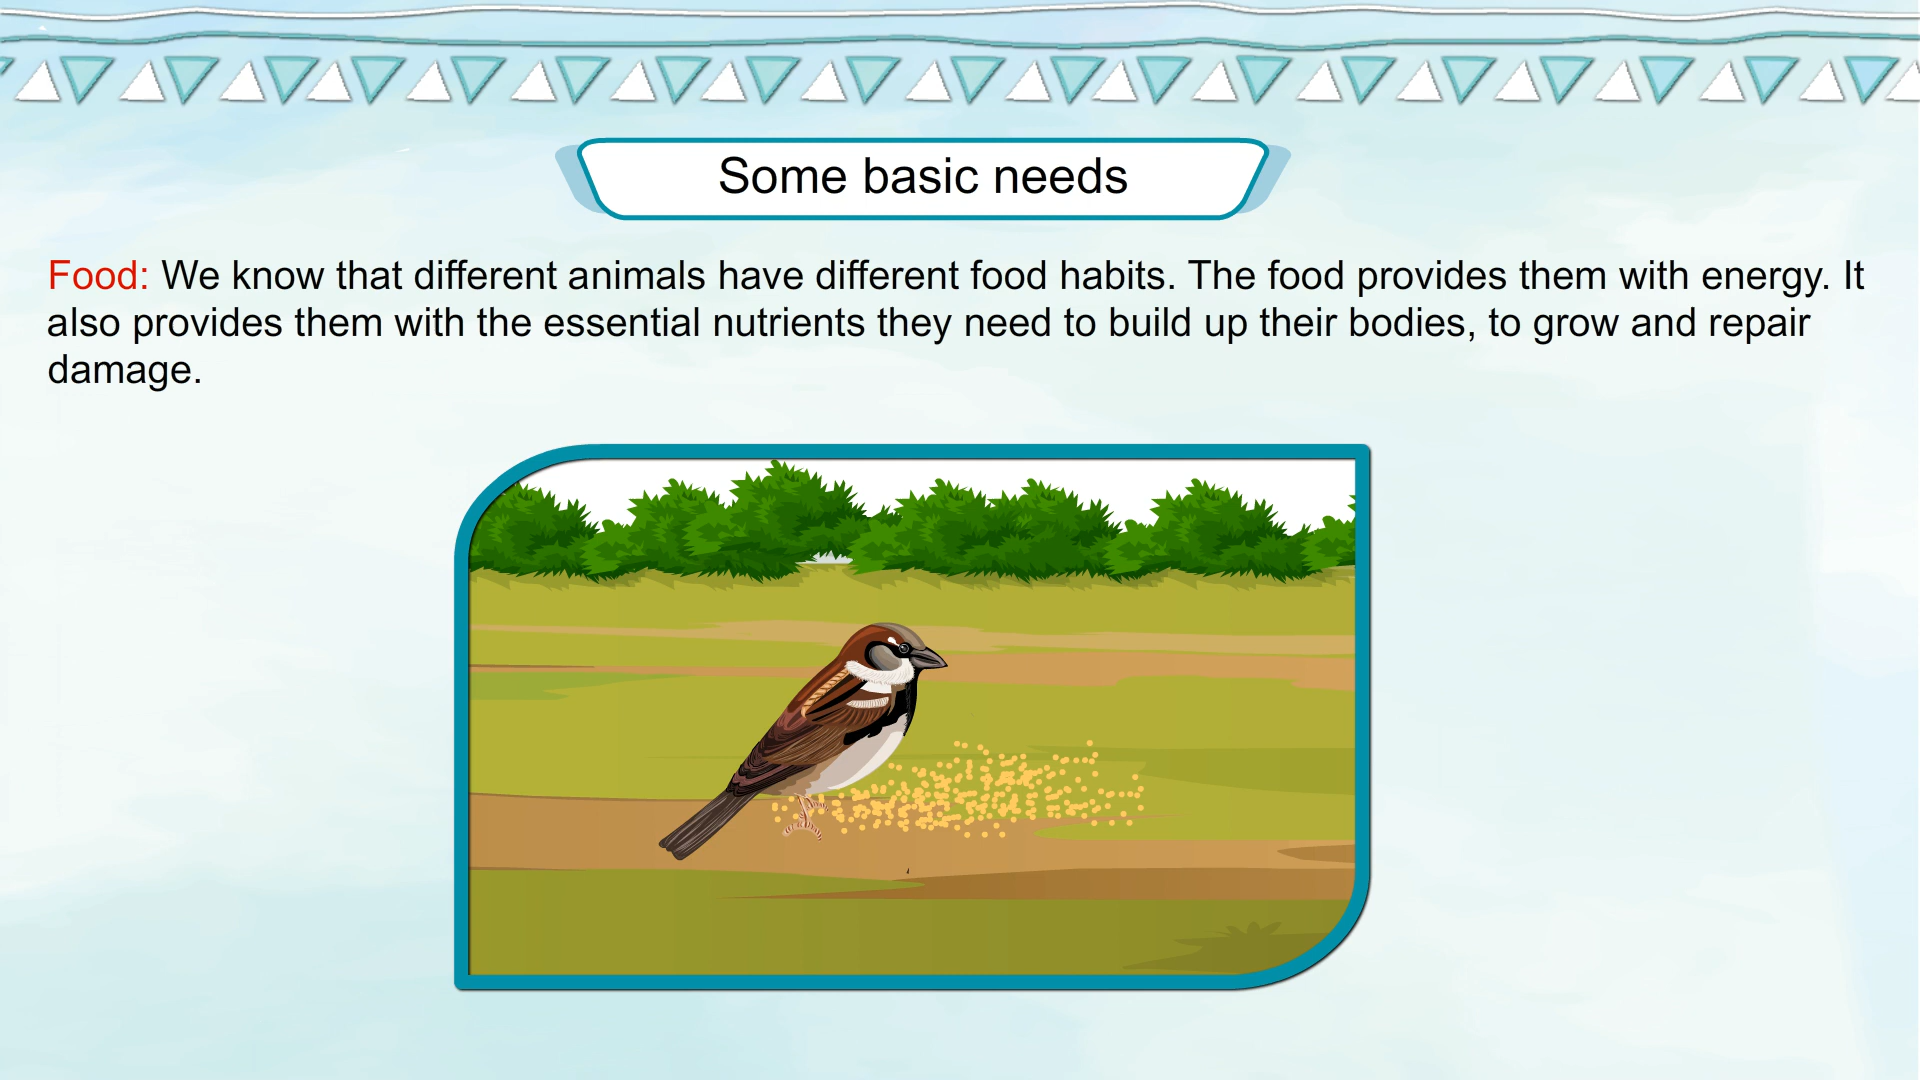 Some basic needs
Food: We know that different animals have different food habits. The food provides them with energy. It
also provides them with the essential nutrients they need to build up their bodies, to grow and repair
damage.